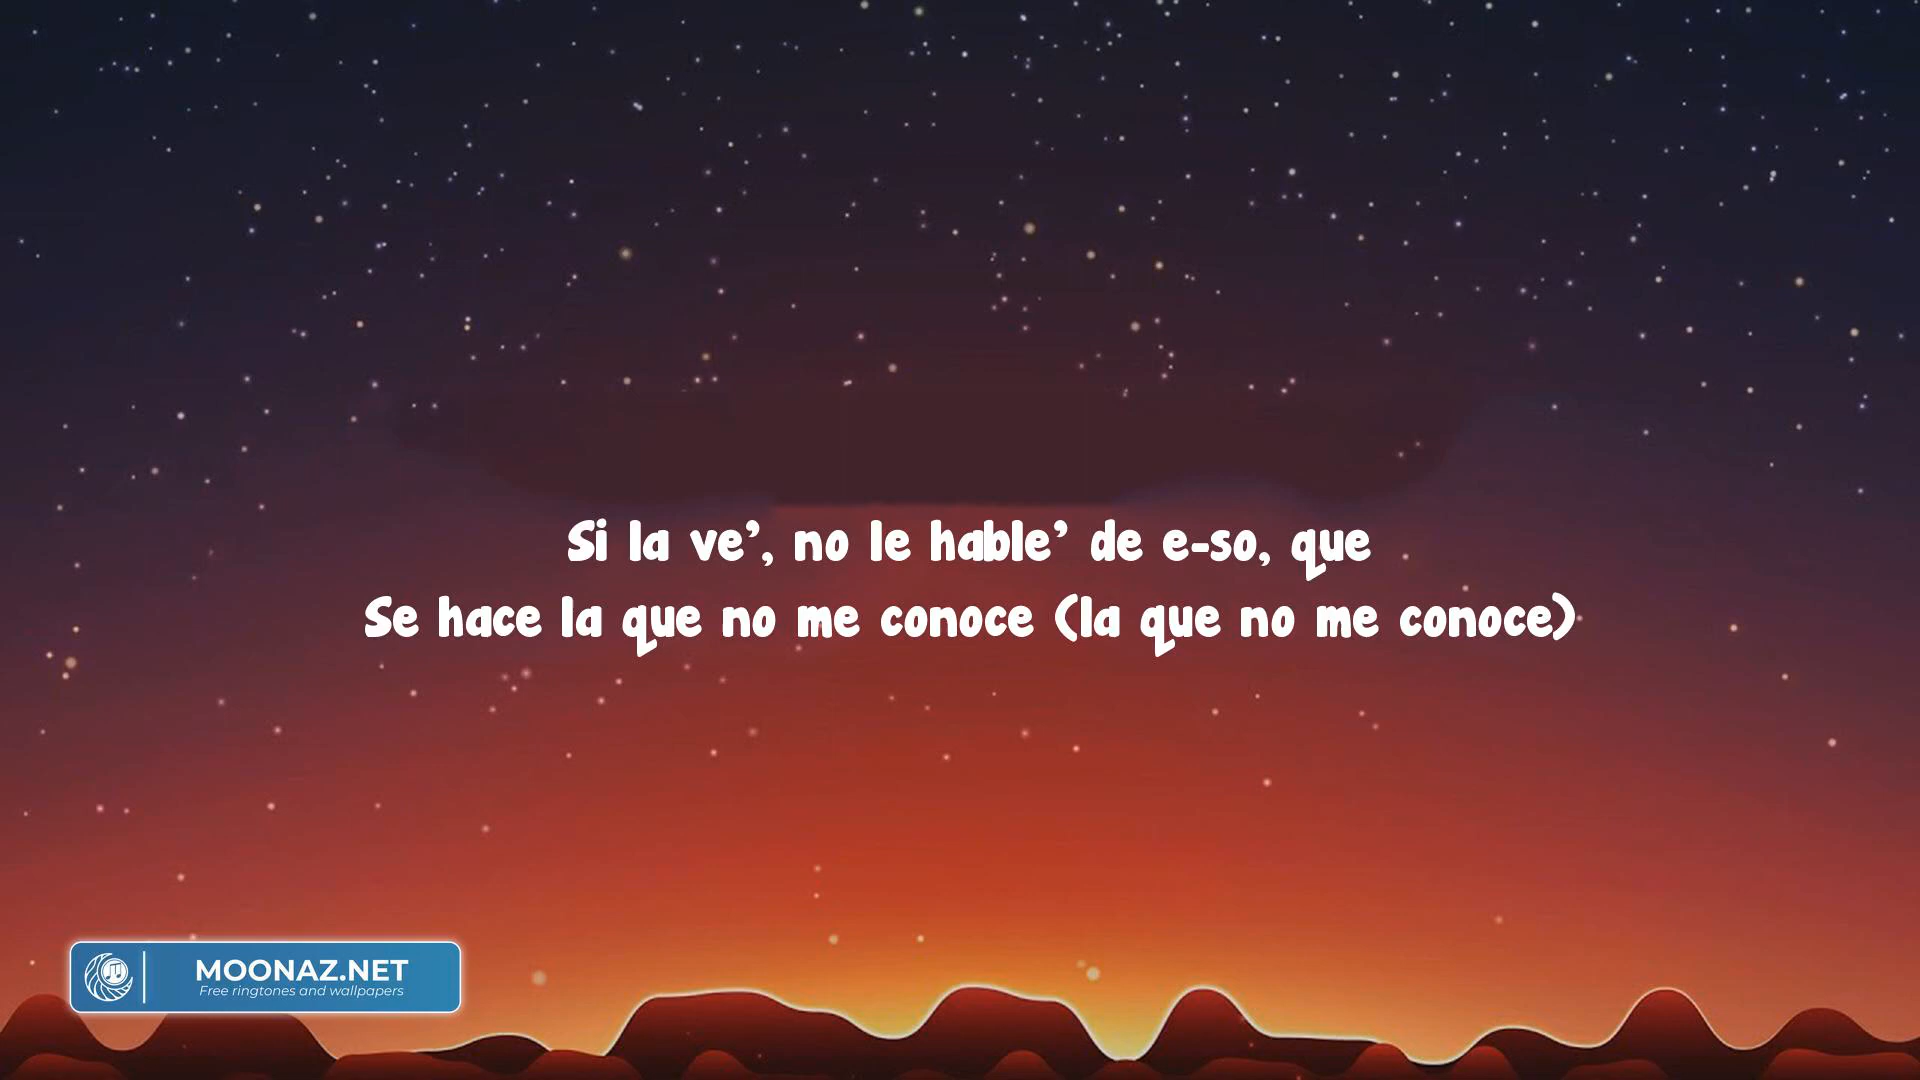 Si la ve’, no le hable’ de e-so, que
Se hace la que no me conoce (la que no me conoce)
MOONAZ.NET
Free ringtones and wallpapers